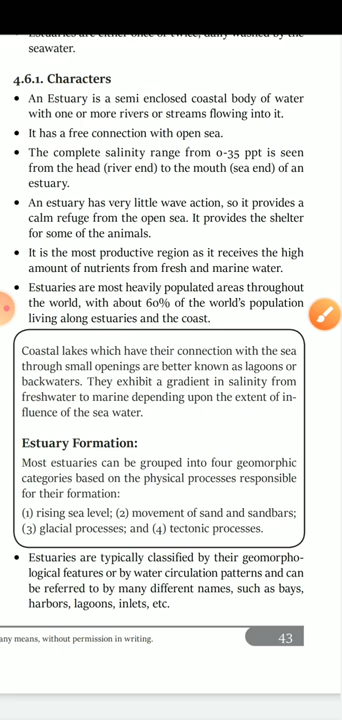 Estuaries are either once or twice, daily washed by the
seawater.
4.6.1. Characters
• An Estuary is a semi enclosed coastal body of water
with one or more rivers or streams flowing into it.
• It has a free connection with open sea.
• The complete salinity range from 0-35 ppt is seen
from the head (river end) to the mouth (sea end) of an
estuary.
• An estuary has very little wave action, so it provides a
calm refuge from the open sea. It provides the shelter
for some of the animals.
• It is the most productive region as it receives the high
amount of nutrients from fresh and marine water.
• Estuaries are most heavily populated areas throughout
the world, with about 60% of the world's population
living along estuaries and the coast.
Coastal lakes which have their connection with the sea
through small openings are better known as lagoons or
backwaters. They exhibit a gradient in salinity from
freshwater to marine depending upon the extent of in-
fluence of the sea water.
Estuary Formation:
Most estuaries can be grouped into four geomorphic
categories based on the physical processes responsible
for their formation:
(1) rising sea level; (2) movement of sand and sandbars;
(3) glacial processes; and (4) tectonic processes.
• Estuaries are typically classified by their geomorpho-
logical features or by water circulation patterns and can
be referred to by many different names, such as bays,
harbors, lagoons, inlets, etc.
any means, without permission in writing.
43